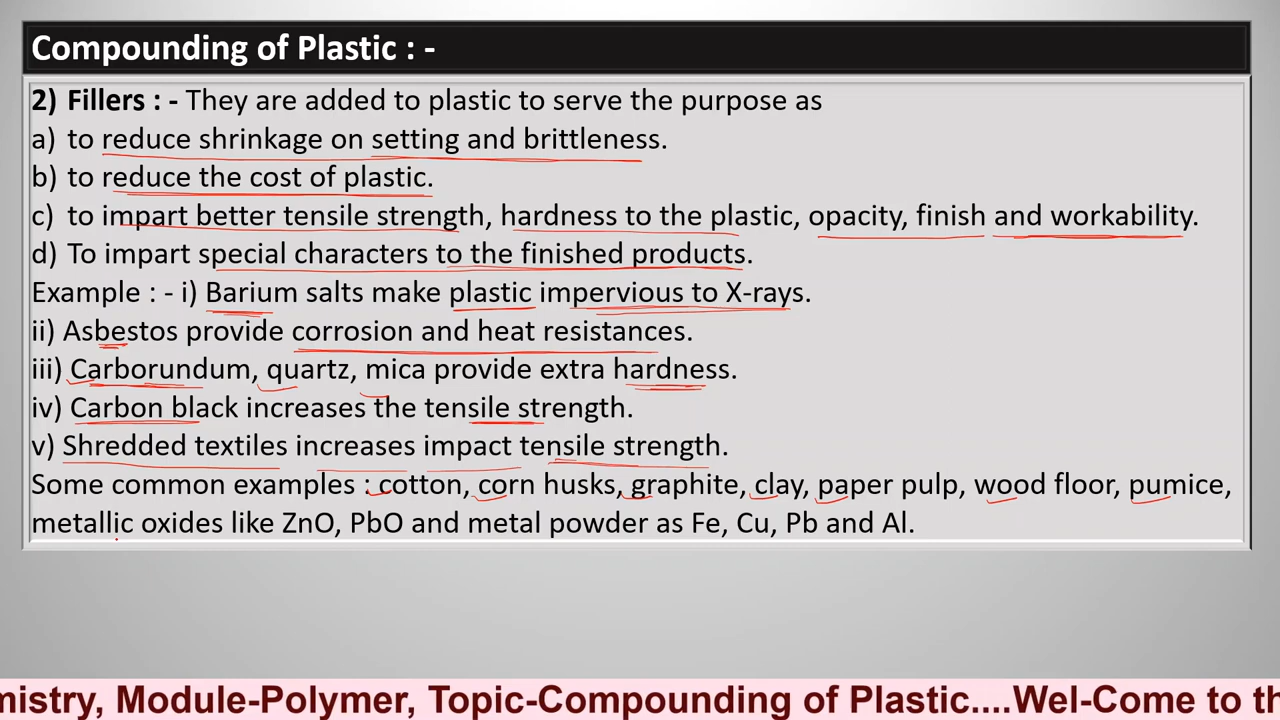 Compounding of Plastic : -
2) Fillers : - They are added to plastic to serve the purpose as
a) to reduce shrinkage on setting and brittleness.
b) to reduce the cost of plastic.
c) to impart better tensile strength, hardness to the plastic, opacity, finish and workability.
d) To impart special characters to the finished products.
Example : - i) Barium salts make plastic impervious to X-rays.
ii) Asbestos provide corrosion and heat resistances.
iii) Carborundum, quartz, mica provide extra hardness.
iv) Carbon black increases the tensile strength.
v) Shredded textiles increases impact tensile strength.
Some common examples : cotton, corn husks, graphite, clay, paper pulp, wood floor, pumice,
metallic oxides like ZnO, PbO and metal powder as Fe, Cu, Pb and Al.
mistry, Module-Polymer, Topic-Compounding of Plastic....Wel-Come to th